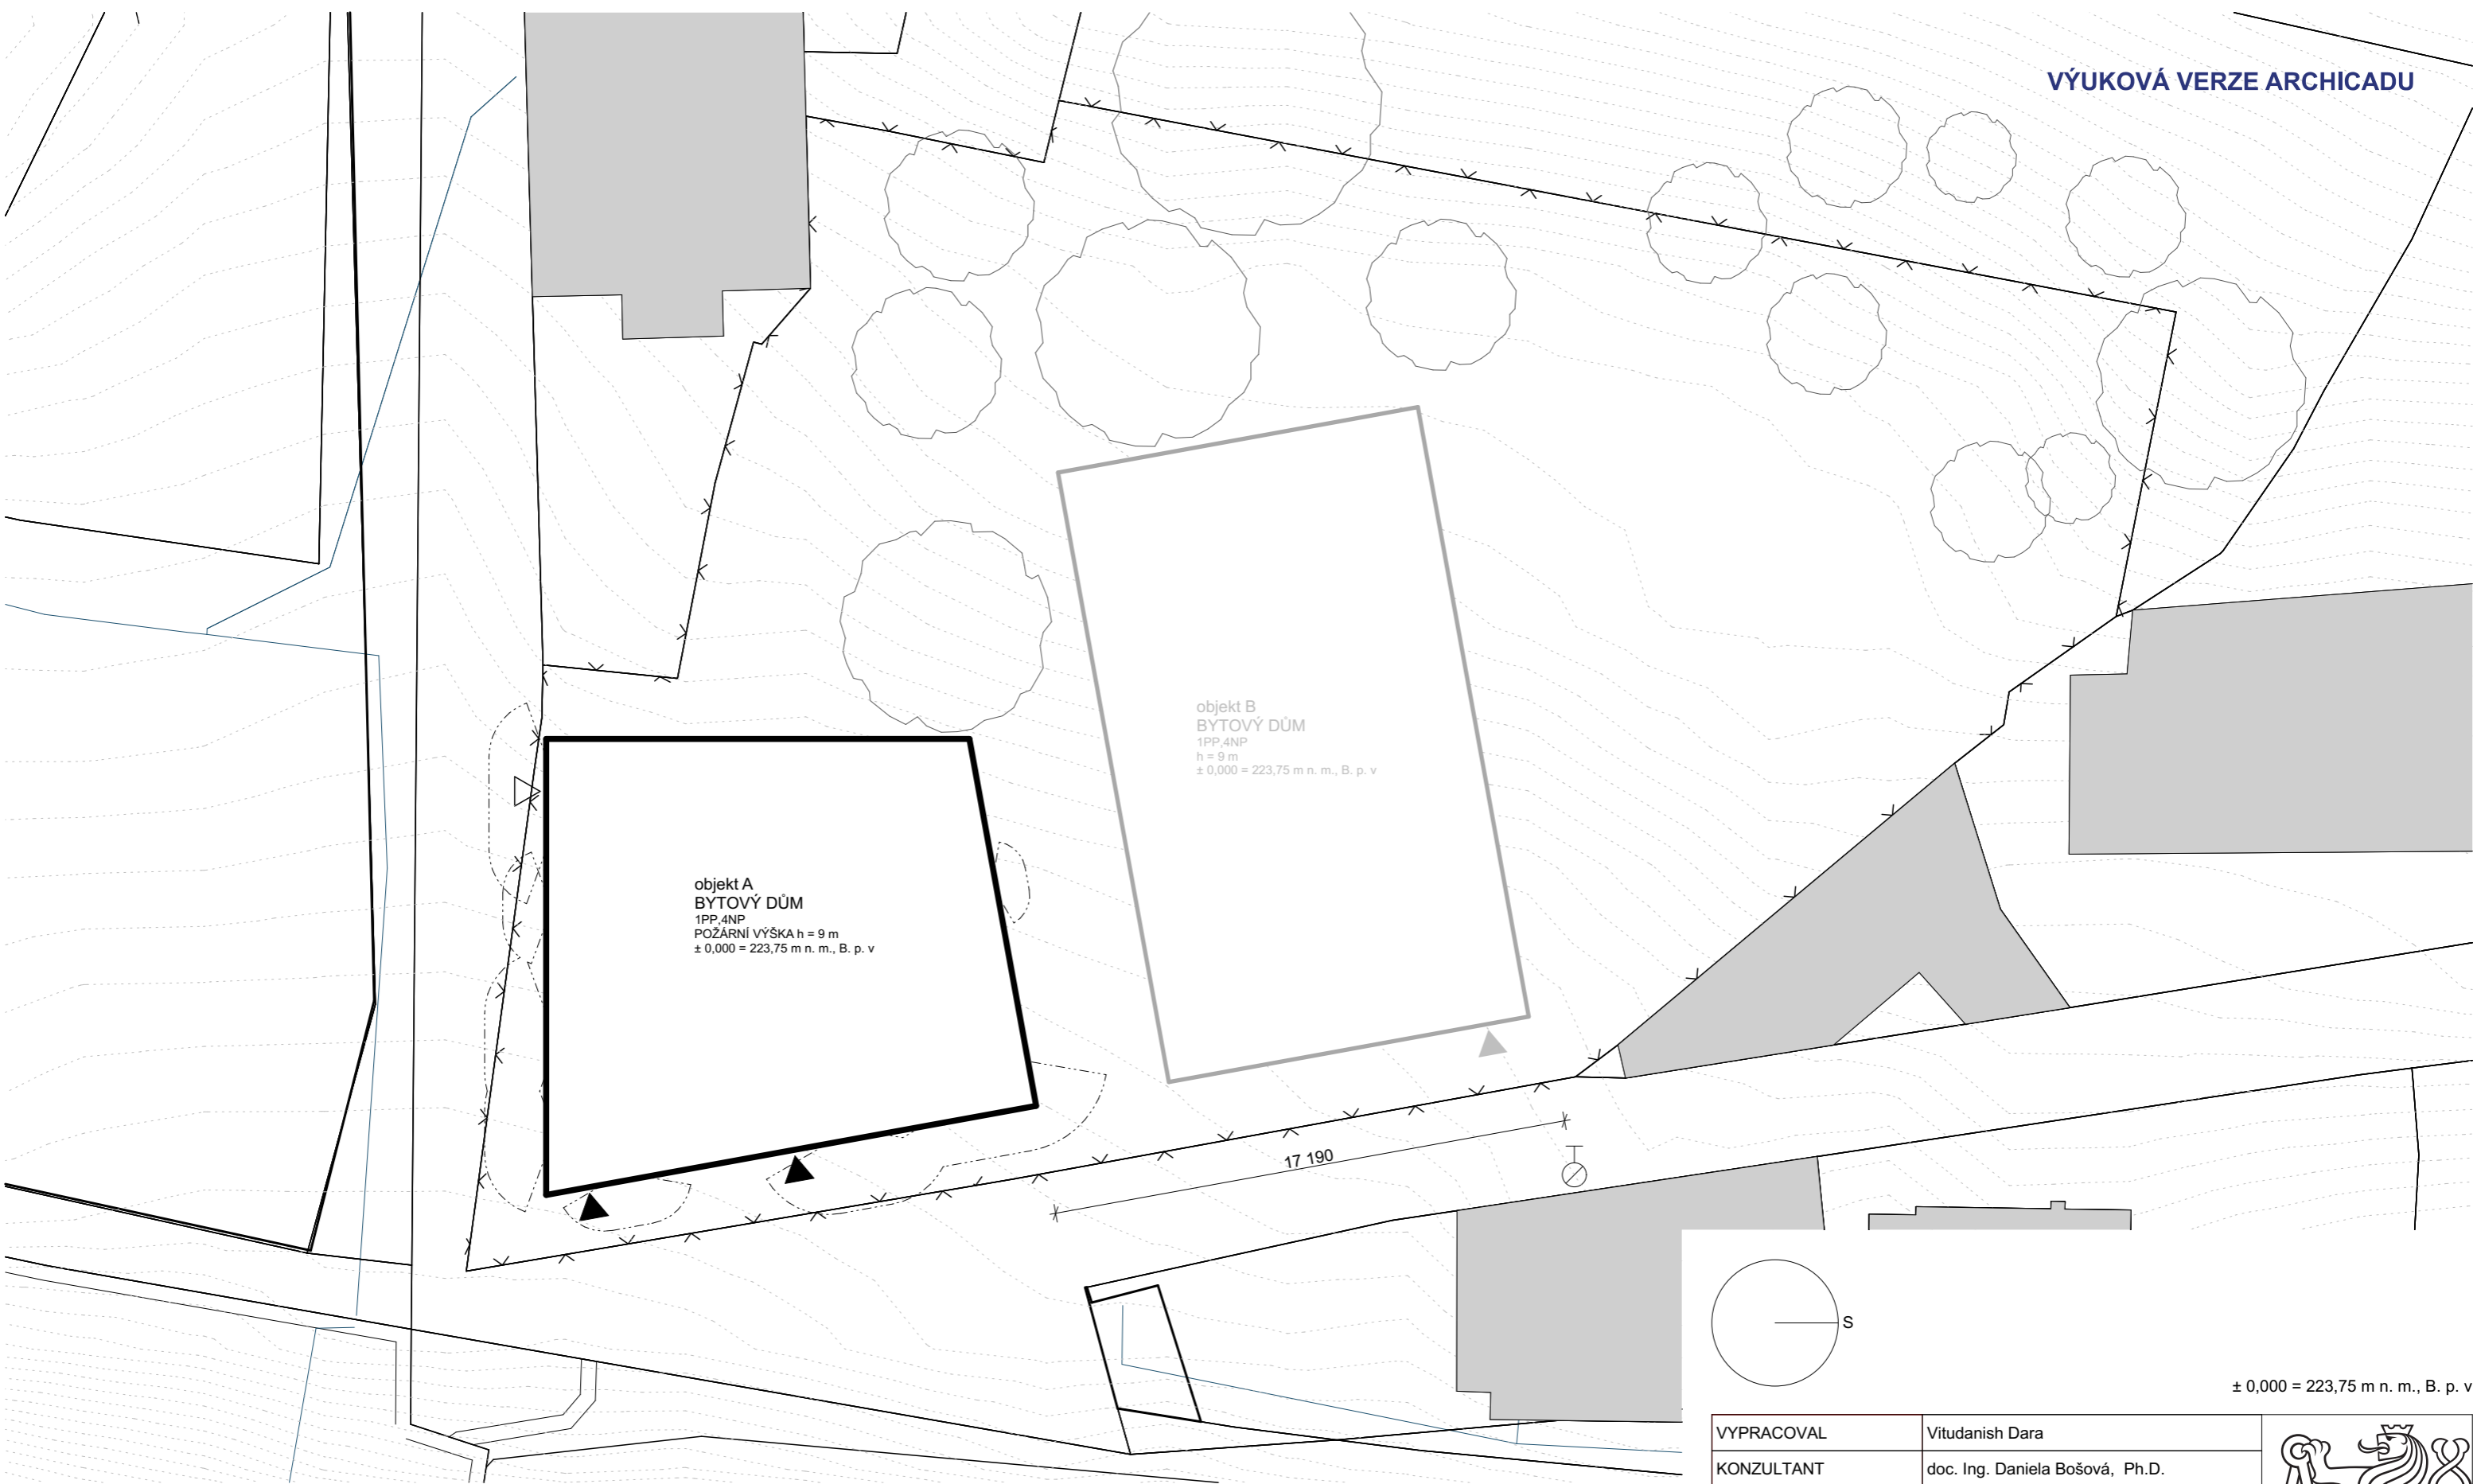 VÝUKOVÁ VERZE ARCHICADU
objekt B
BYTOVÝ DŮM
1PP,4NP
h = 9 m
± 0,000 = 223,75 m n. m., B. p. v
objekt A
BYTOVÝ DŮM
1PP,4NP
POŽÁRNÍ VÝŠKA h = 9 m
± 0,000 = 223,75 m n. m., B. p. v
17 190
S
± 0,000 = 223,75 m n. m., B. p. v
VYPRACOVAL Vitudanish Dara
KONZULTANT doc. Ing. Daniela Bošová, Ph.D.